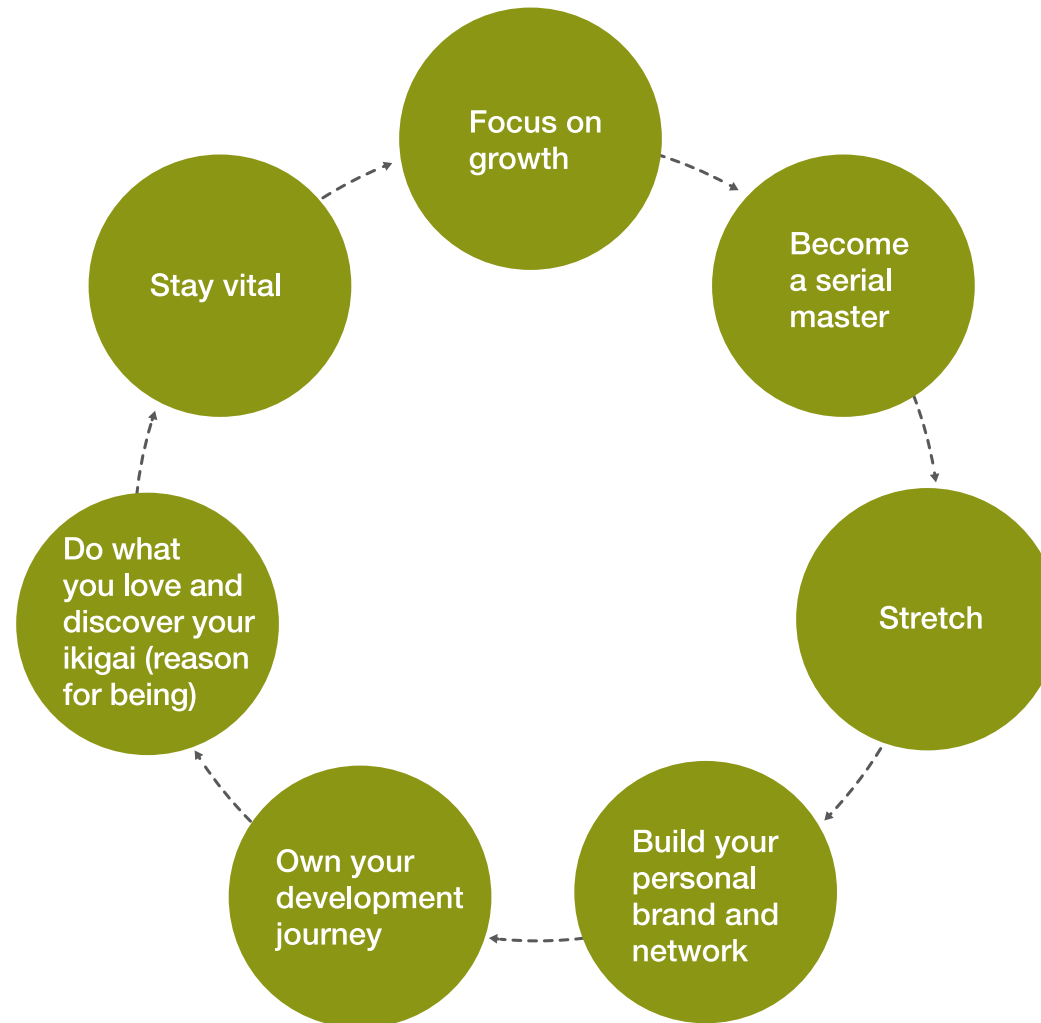 Focus on
growth
Become
a serial
master
Stretch
Build your
personal
brand and
network
Own your
development
journey
Do what
you love and
discover your
ikigai (reason
for being)
Stay vital